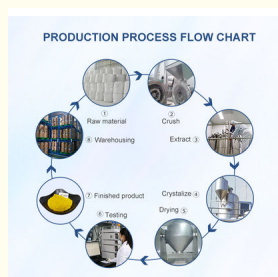 PRODUCTION PROCESS FLOW CHART
①
Raw material
②
Crush
Extract ③
Crystalize ④
Drying ⑤
⑥ Testing
⑦ Finished product
⑧ Warehousing